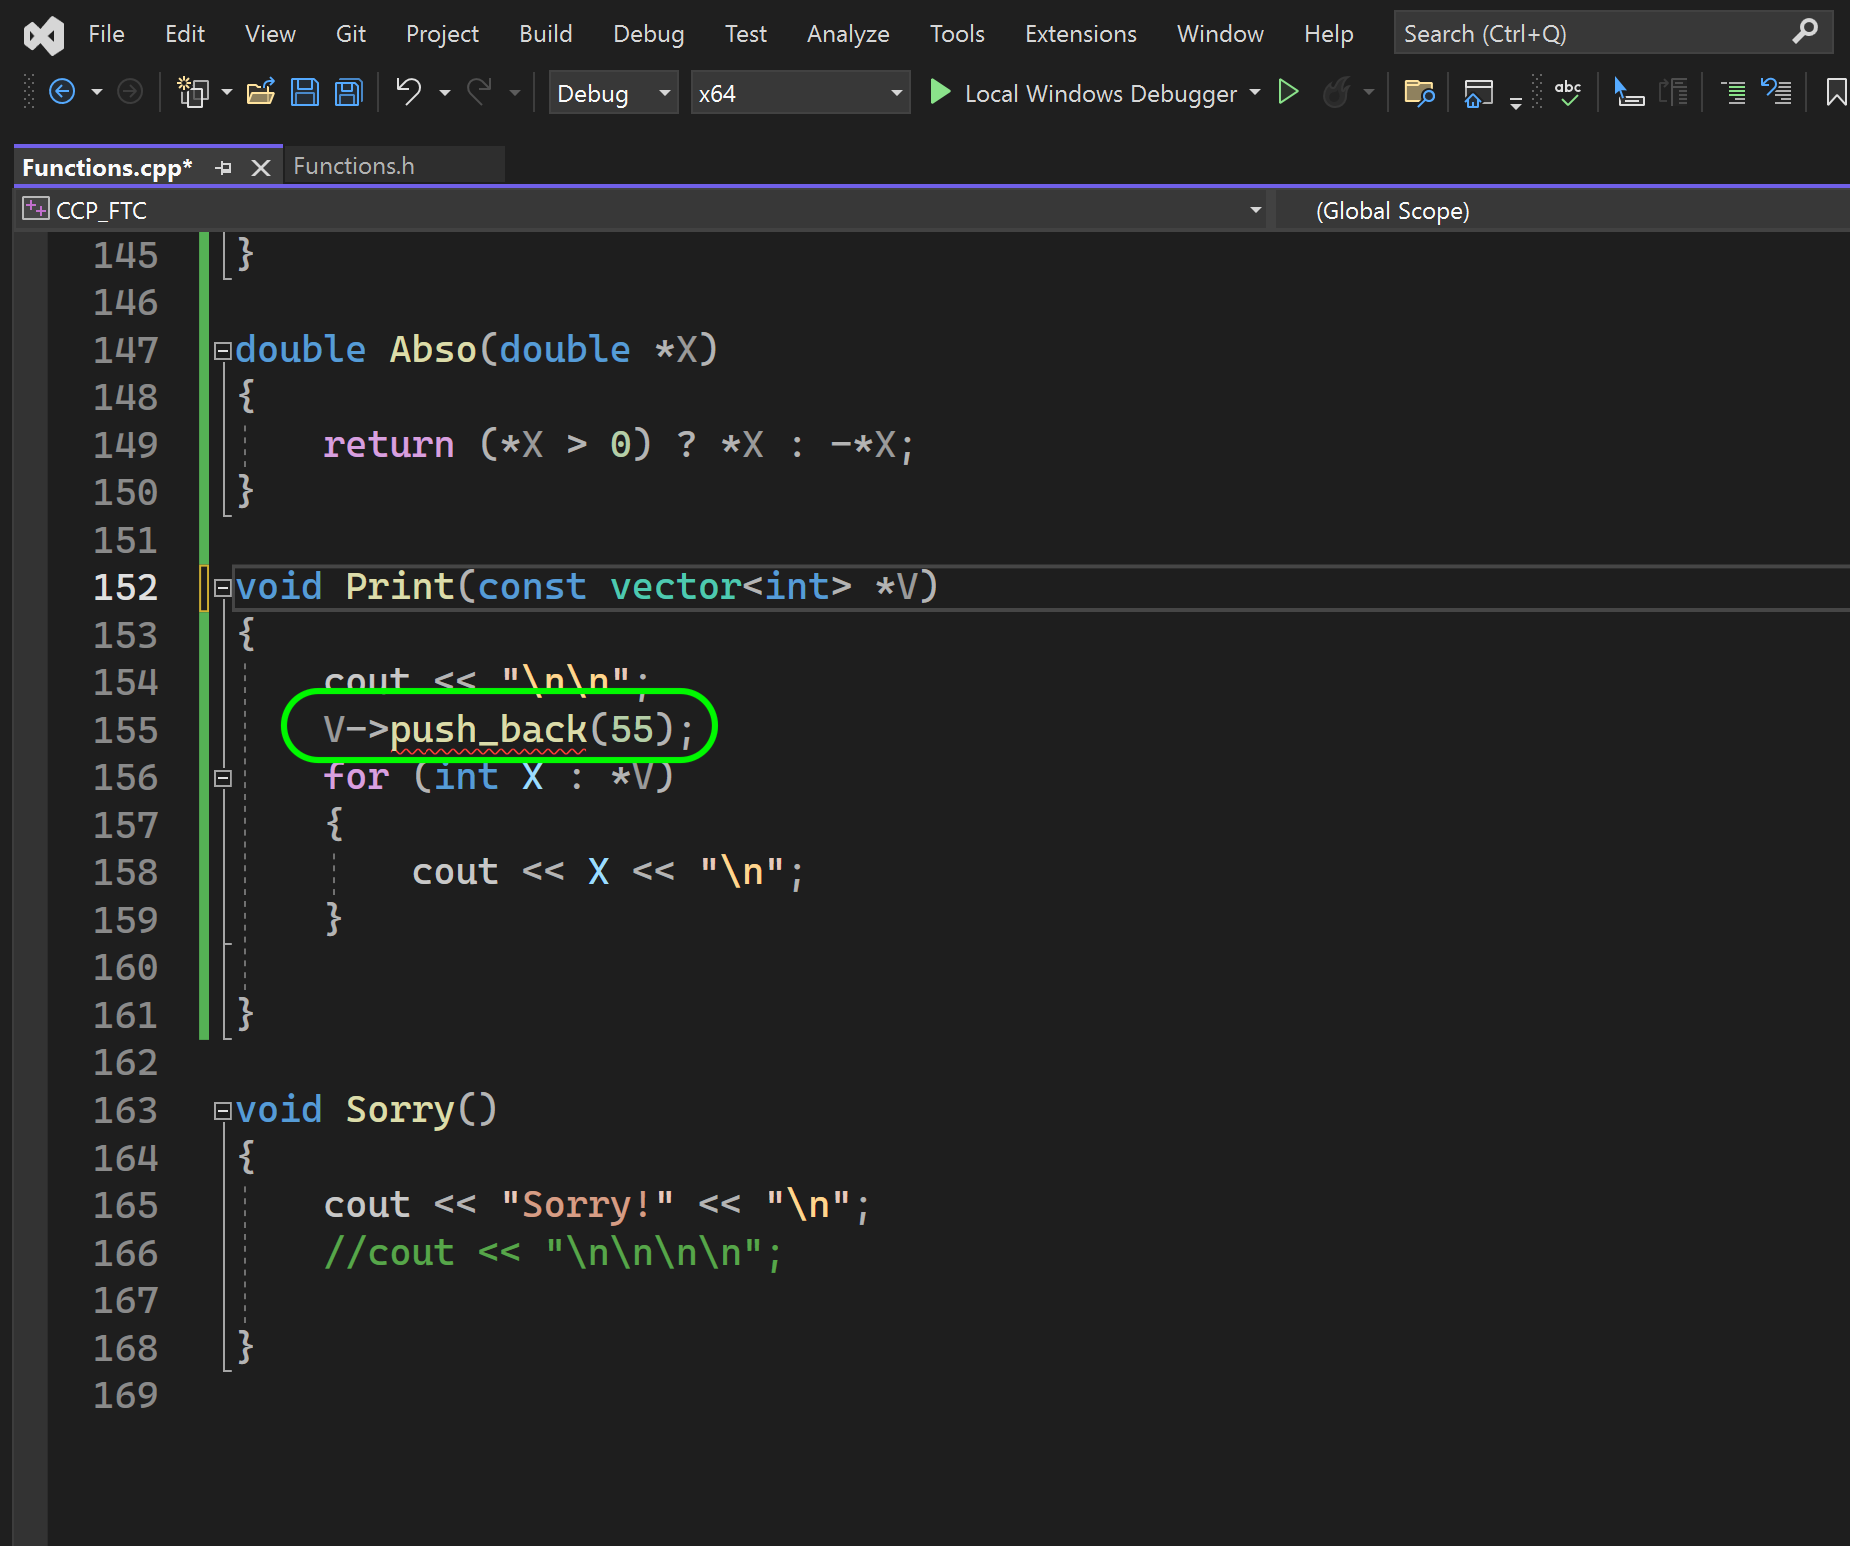 File Edit View Git Project Build Debug Test Analyze Tools Extensions Window Help Search (Ctrl+Q)
Debug x64 Local Windows Debugger abc
Functions.cpp* Functions.h
CCP_FTC (Global Scope)
145 }
146
147 double Abso(double *X)
148 {
149 return (*X > 0) ? *X : -*X;
150 }
151
152 void Print(const vector<int> *V)
153 {
154 cout << "\n\n";
155 V->push_back(55);
156 for (int X : *V)
157 {
158 cout << X << "\n";
159 }
160
161 }
162
163 void Sorry()
164 {
165 cout << "Sorry!" << "\n";
166 //cout << "\n\n\n\n";
167
168 }
169